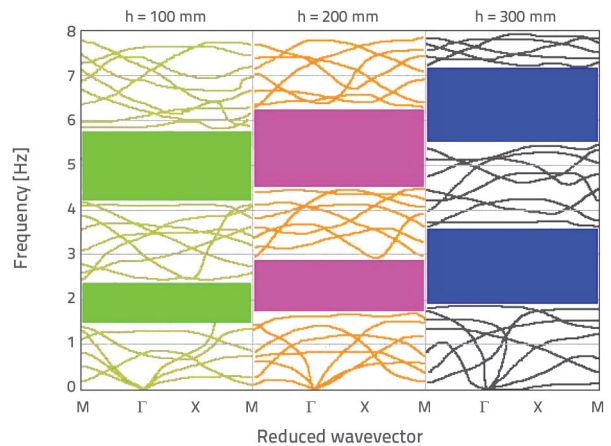 h = 100 mm h = 200 mm h = 300 mm
8
7
6
5
4
3
2
1
0
Frequency [Hz]
M Γ X M Γ X M Γ X M
Reduced wavevector